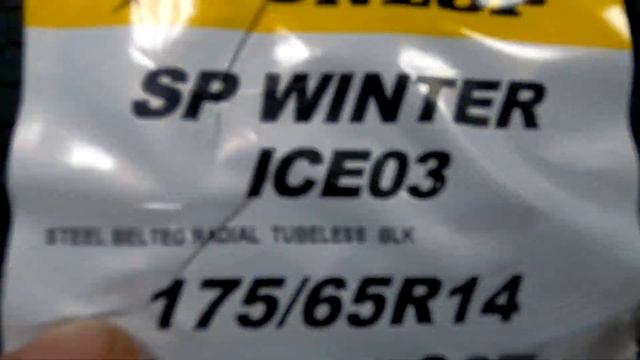 SP WINTER
ICE03
STEEL BELTED RADIAL TUBELESS BLK
175/65R14